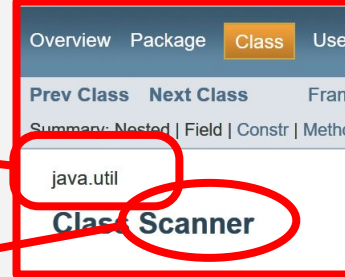 Overview Package Class Use
Prev Class Next Class Fran
Summary: Nested | Field | Constr | Metho
java.util
Class Scanner